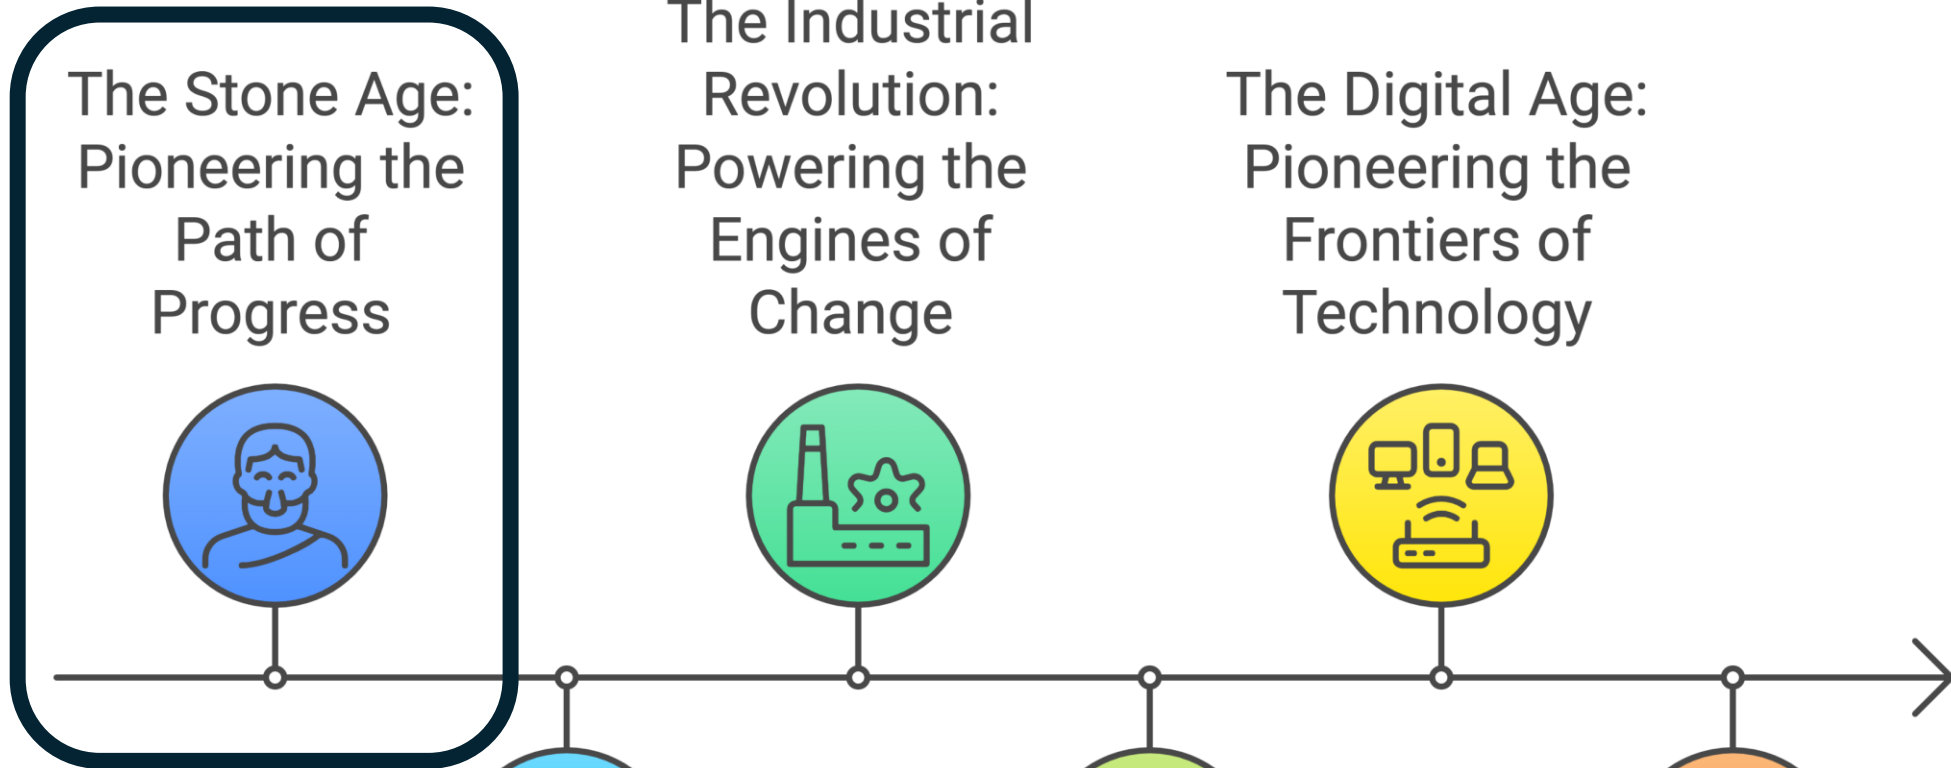 The Stone Age:
Pioneering the
Path of
Progress
The Industrial
Revolution:
Powering the
Engines of
Change
The Digital Age:
Pioneering the
Frontiers of
Technology